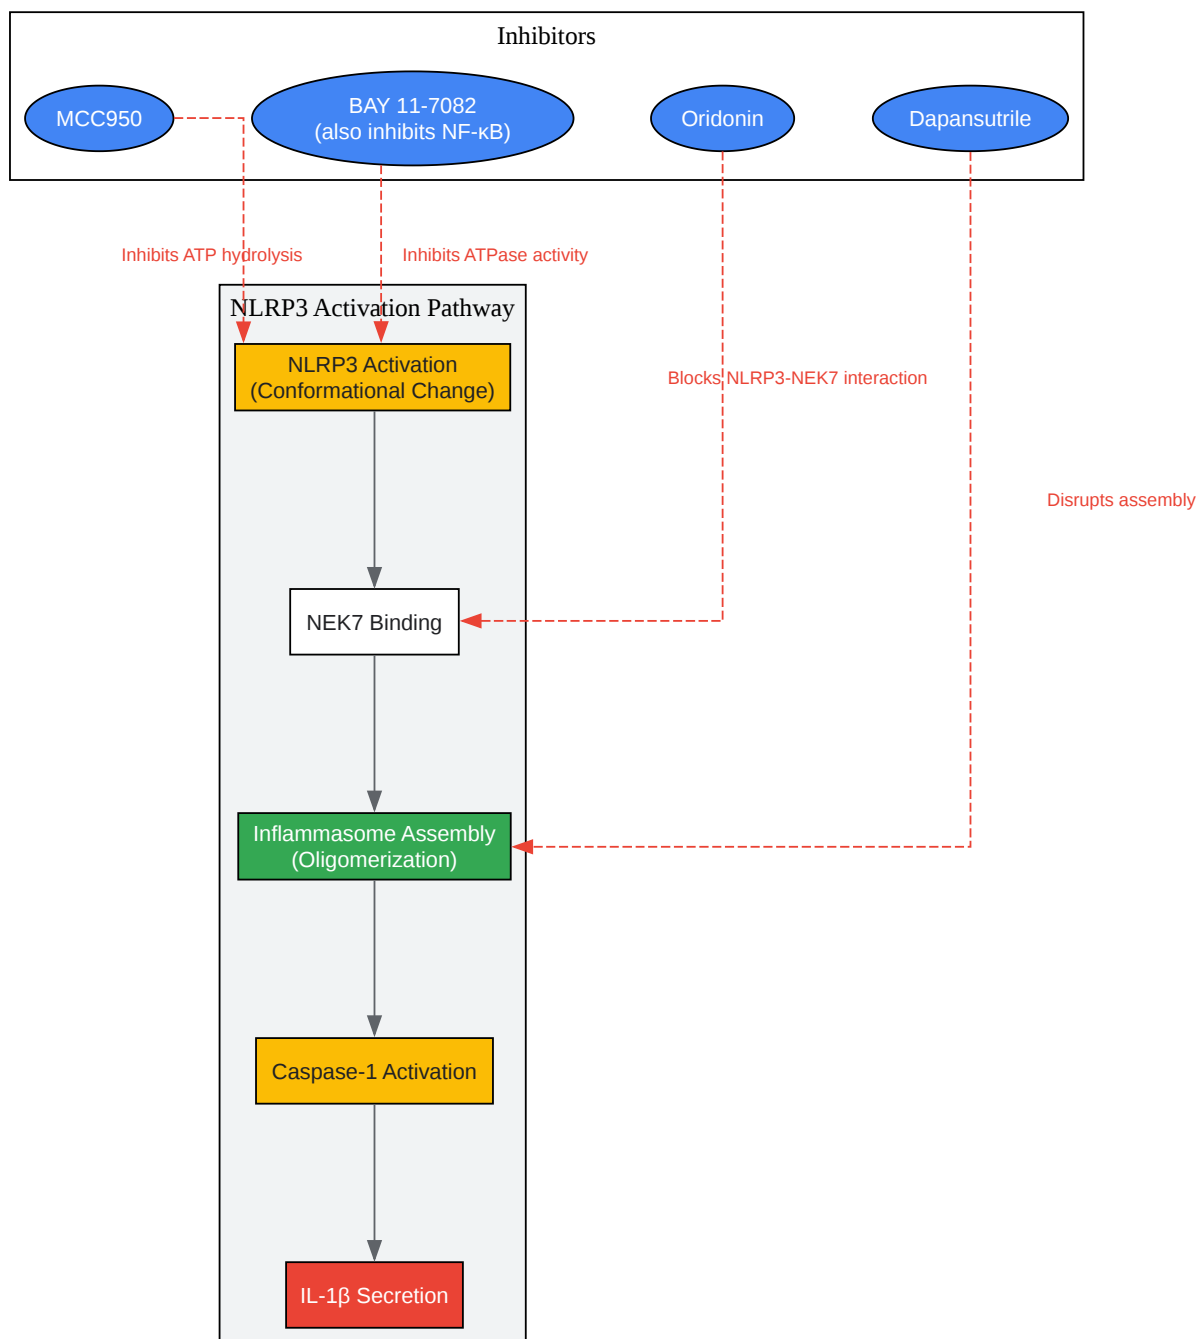 Inhibitors
MCC950
BAY 11-7082
(also inhibits NF-κB)
Oridonin
Dapansutrile
Inhibits ATP hydrolysis
Inhibits ATPase activity
NLRP3 Activation Pathway
NLRP3 Activation
(Conformational Change)
Blocks NLRP3-NEK7 interaction
Disrupts assembly
NEK7 Binding
Inflammasome Assembly
(Oligomerization)
Caspase-1 Activation
IL-1β Secretion